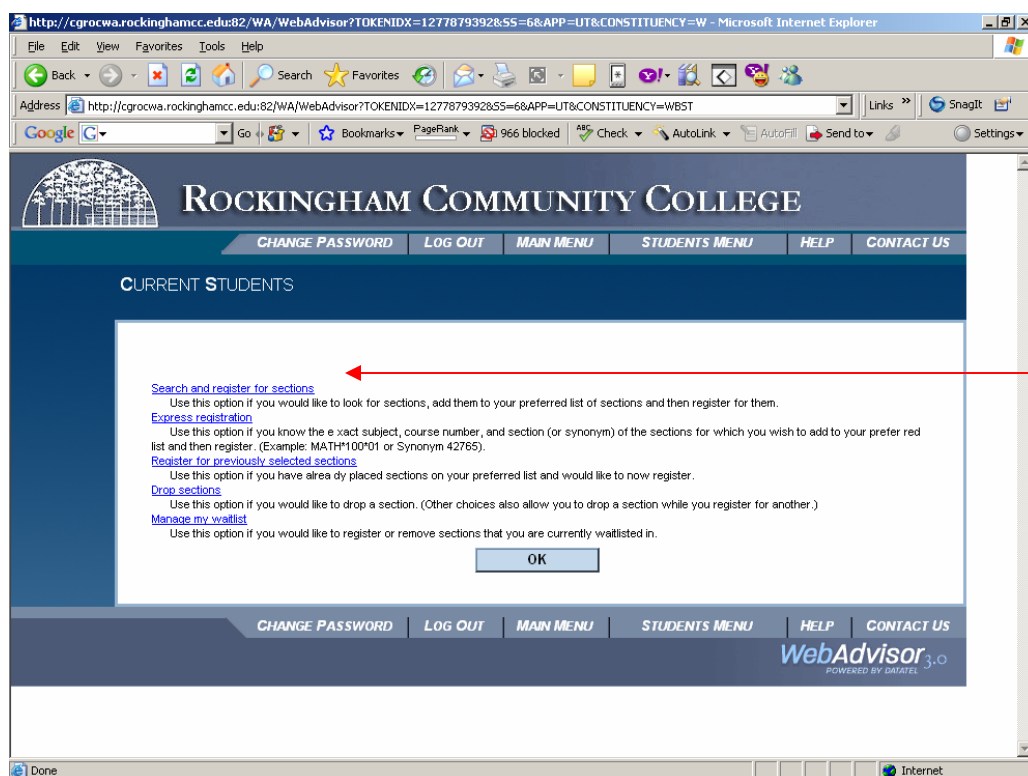 http://cgrocwa.rockinghamcc.edu:82/WA/WebAdvisor?TOKENIDX=1277879392&SS=6&APP=UT&CONSTITUENCY=W - Microsoft Internet Explorer
File Edit View Favorites Tools Help
Back Search Favorites
Address http://cgrocwa.rockinghamcc.edu:82/WA/WebAdvisor?TOKENIDX=1277879392&SS=6&APP=UT&CONSTITUENCY=WBST Links » SnagIt
Google G Go Bookmarks PageRank 966 blocked ABC Check AutoLink AutoFill Send to Settings
ROCKINGHAM COMMUNITY COLLEGE
CHANGE PASSWORD LOG OUT MAIN MENU STUDENTS MENU HELP CONTACT US
CURRENT STUDENTS
Search and register for sections
Use this option if you would like to look for sections, add them to your preferred list of sections and then register for them.
Express registration
Use this option if you know the e xact subject, course number, and section (or synonym) of the sections for which you wish to add to your prefer red
list and then register. (Example: MATH*100*01 or Synonym 42765).
Register for previously selected sections
Use this option if you have alrea dy placed sections on your preferred list and would like to now register.
Drop sections
Use this option if you would like to drop a section. (Other choices also allow you to drop a section while you register for another.)
Manage my waitlist
Use this option if you would like to register or remove sections that you are currently waitlisted in.
OK
CHANGE PASSWORD LOG OUT MAIN MENU STUDENTS MENU HELP CONTACT US
WebAdvisor 3.0
POWERED BY DATATEL
Done Internet